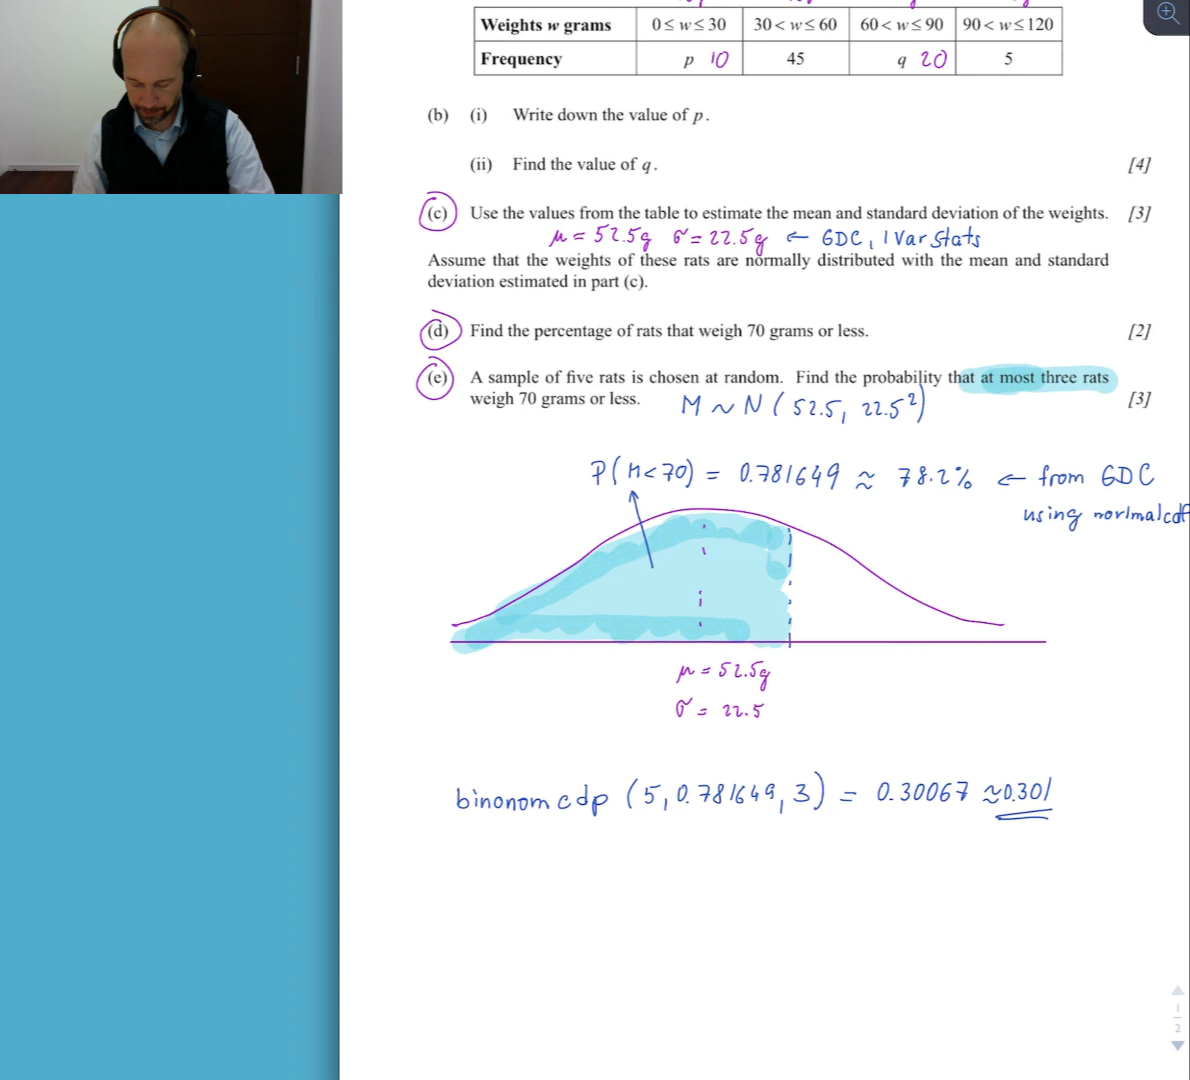 Weights w grams 0 ≤ w ≤ 30 30 < w ≤ 60 60 < w ≤ 90 90 < w ≤ 120
Frequency p 10 45 q 20 5
(b) (i) Write down the value of p.
(ii) Find the value of q. [4]
(c) Use the values from the table to estimate the mean and standard deviation of the weights. [3]
μ = 52.5g σ = 22.5g ← GDC, 1 Var Stats
Assume that the weights of these rats are normally distributed with the mean and standard
deviation estimated in part (c).
(d) Find the percentage of rats that weigh 70 grams or less. [2]
(e) A sample of five rats is chosen at random. Find the probability that at most three rats
weigh 70 grams or less. [3]
M ~ N ( 52.5, 22.5²)
P( M < 70) = 0.781649 ≈ 78.2% ← from GDC
using norlmalcdf
μ = 52.5g
σ = 22.5
binonom cdp (5, 0.781649, 3) = 0.30067 ≈ 0.301
1
2